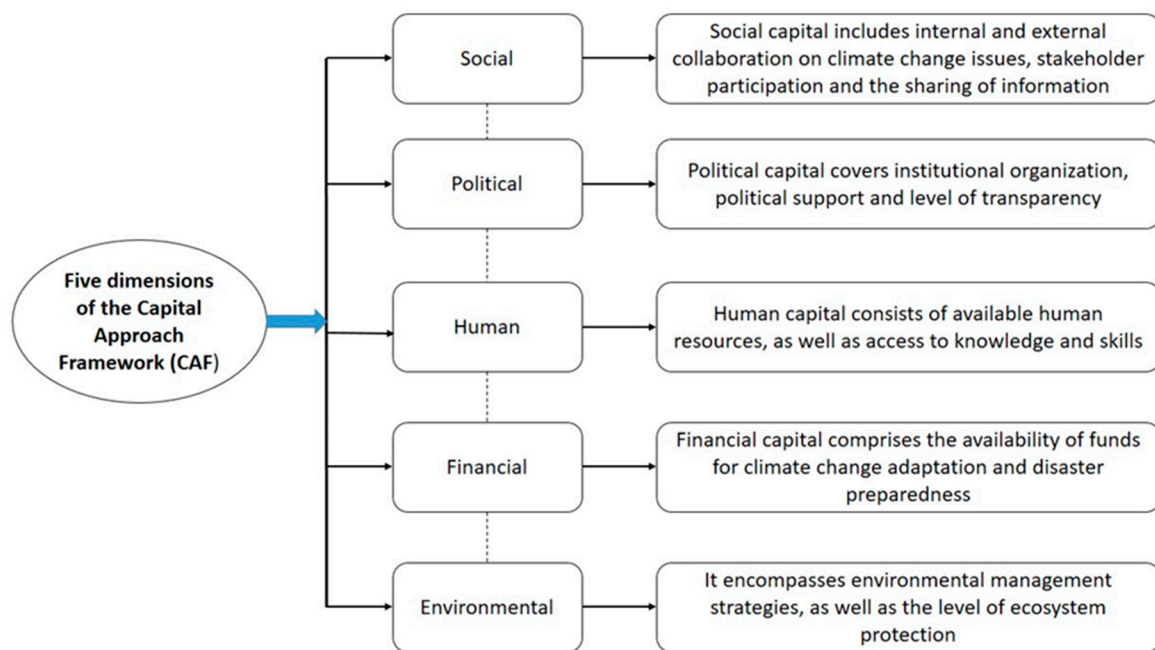 Five dimensions
of the Capital
Approach
Framework (CAF)
Social
Social capital includes internal and external
collaboration on climate change issues, stakeholder
participation and the sharing of information
Political
Political capital covers institutional organization,
political support and level of transparency
Human
Human capital consists of available human
resources, as well as access to knowledge and skills
Financial
Financial capital comprises the availability of funds
for climate change adaptation and disaster
preparedness
Environmental
It encompasses environmental management
strategies, as well as the level of ecosystem
protection